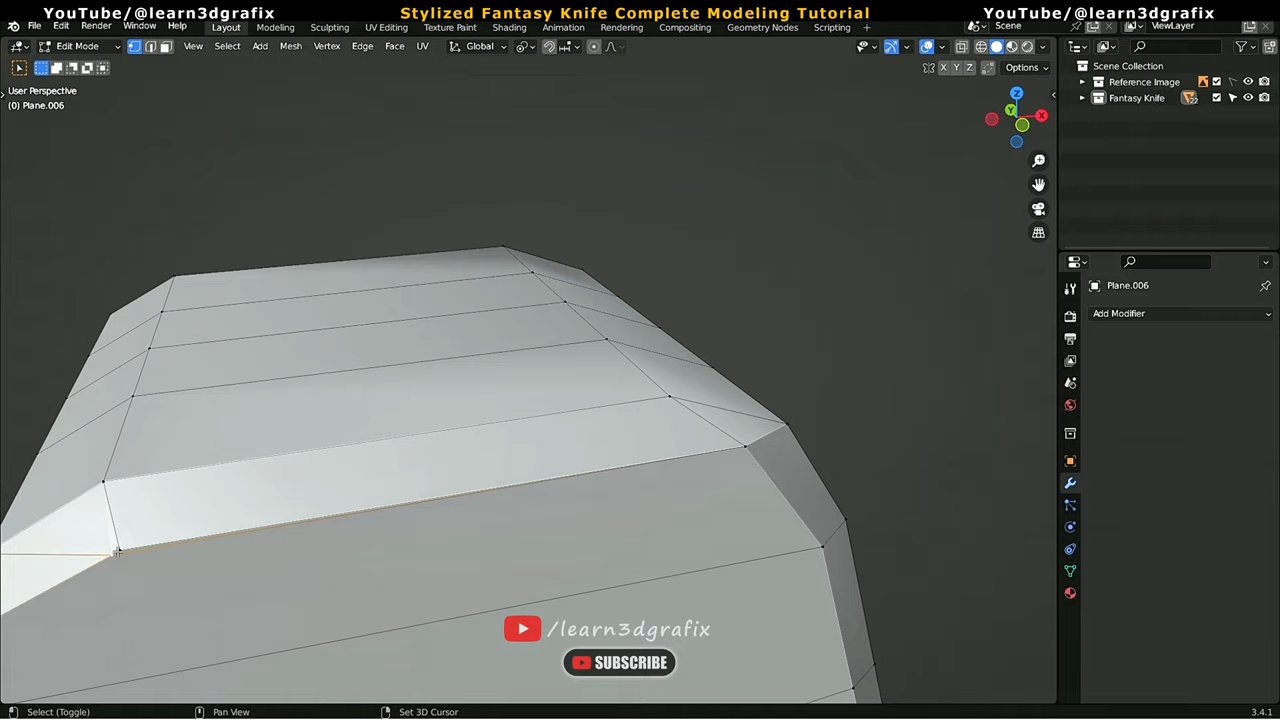 YouTube/@learn3dgrafix
Stylized Fantasy Knife Complete Modeling Tutorial
YouTube/@learn3dgrafix
File Edit Render Window Help
Layout Modeling Sculpting UV Editing Texture Paint Shading Animation Rendering Compositing Geometry Nodes Scripting +
Scene
ViewLayer
Edit Mode
View Select Add Mesh Vertex Edge Face UV
Global
X Y Z
Options
User Perspective
(0) Plane.006
Z
Y
X
Scene Collection
Reference Image
Fantasy Knife
22
Plane.006
Add Modifier
/learn3dgrafix
SUBSCRIBE
Select (Toggle)
Pan View
Set 3D Cursor
3.4.1